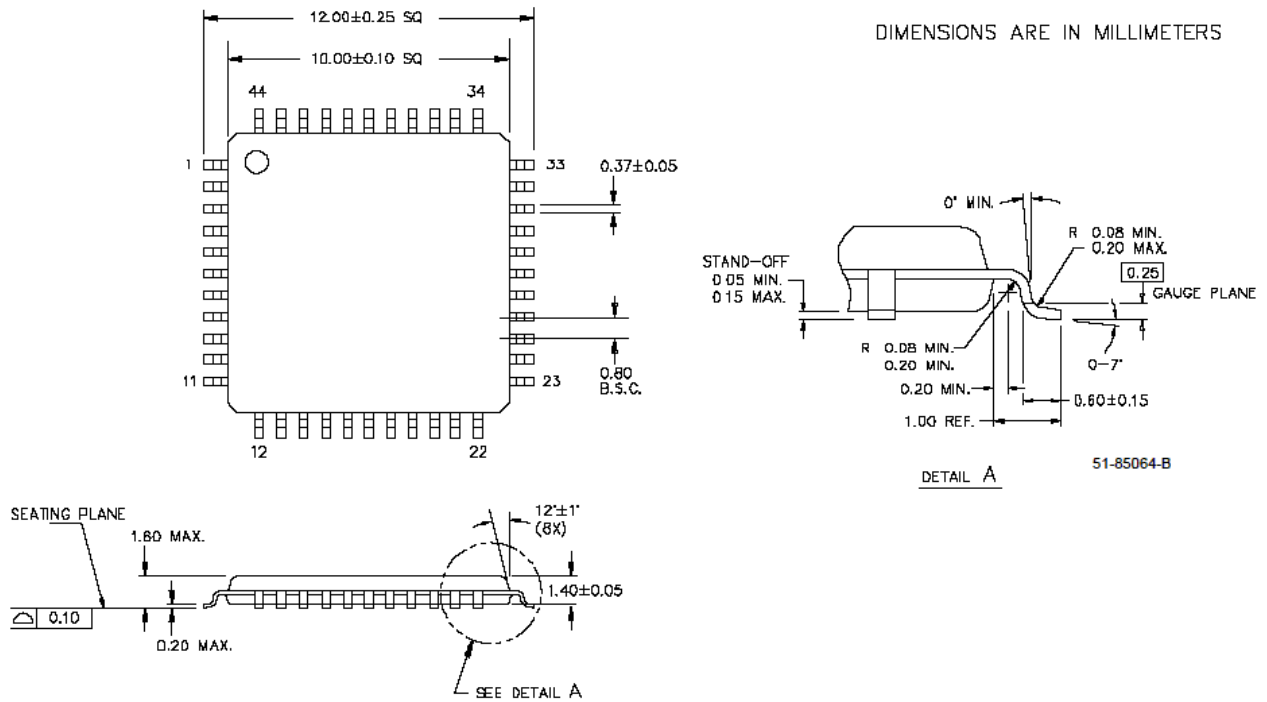 12.00±0.25 SQ
DIMENSIONS ARE IN MILLIMETERS
10.00±0.10 SQ
44
34
1
33
0.37±0.05
0° MIN.
R 0.08 MIN.
0.20 MAX.
STAND-OFF
0.05 MIN.
0.15 MAX.
0.25
GAUGE PLANE
R 0.08 MIN.
0.20 MIN.
0-7°
0.20 MIN.
0.60±0.15
1.00 REF.
0.80
B.S.C.
11
23
12
22
DETAIL A
51-85064-B
SEATING PLANE
1.60 MAX.
12°±1°
(8X)
1.40±0.05
0.10
0.20 MAX.
SEE DETAIL A